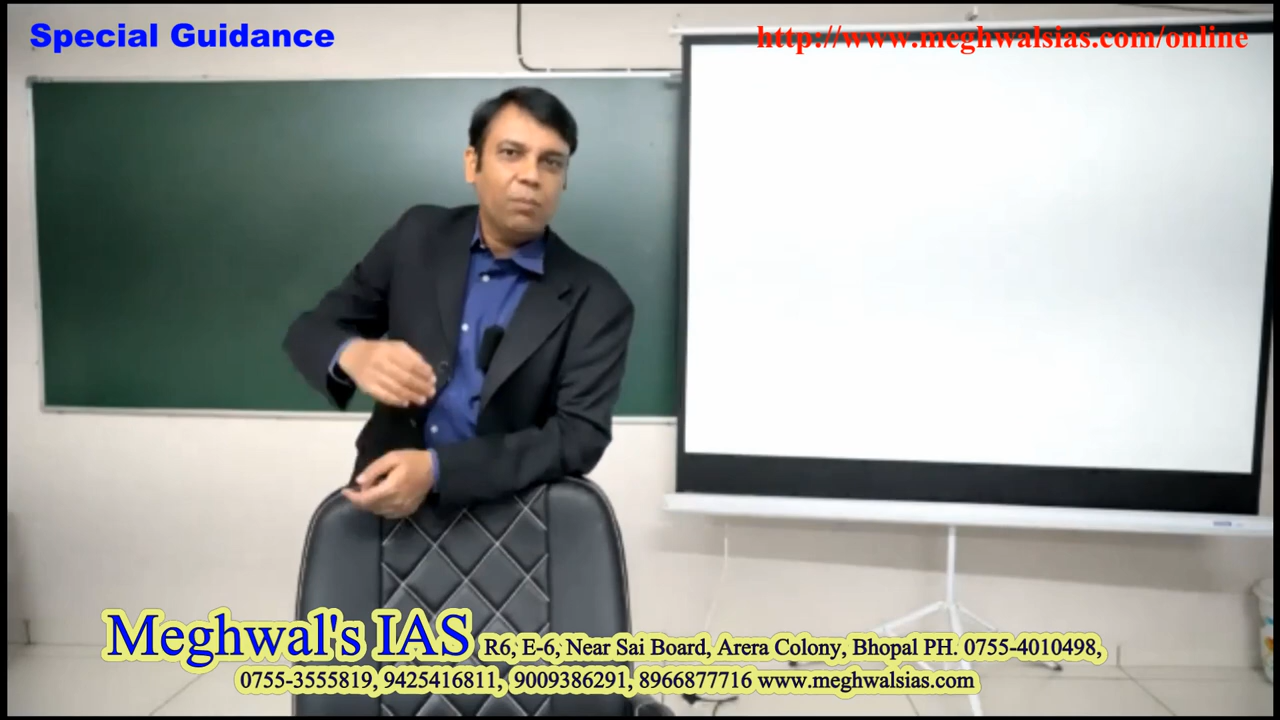 Special Guidance
http://www.meghwalsias.com/online
Meghwal's IAS R6, E-6, Near Sai Board, Arera Colony, Bhopal PH. 0755-4010498,
0755-3555819, 9425416811, 9009386291, 8966877716 www.meghwalsias.com